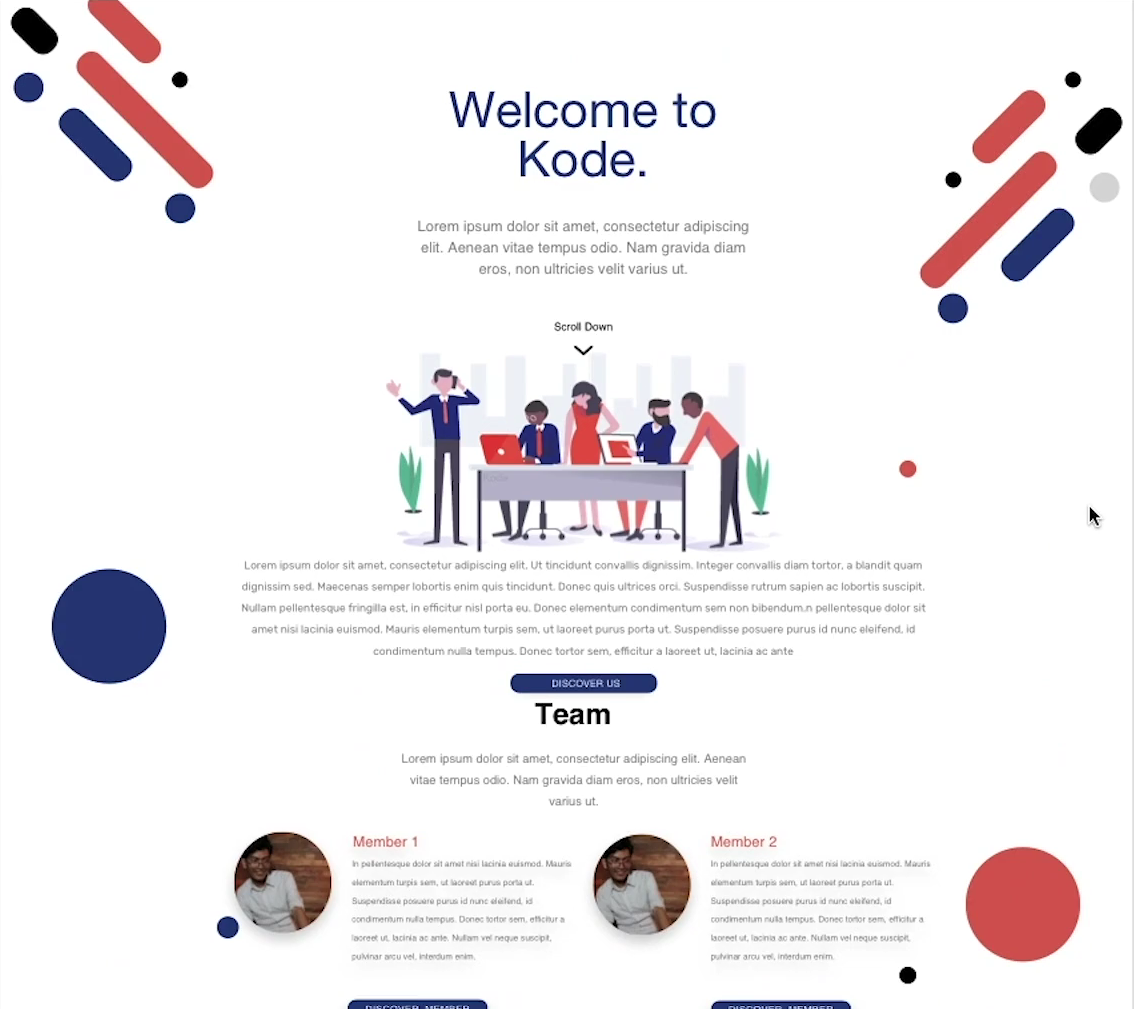 Welcome to
Kode.
Lorem ipsum dolor sit amet, consectetur adipiscing
elit. Aenean vitae tempus odio. Nam gravida diam
eros, non ultricies velit varius ut.
Scroll Down
Kode
Lorem ipsum dolor sit amet, consectetur adipiscing elit. Ut tincidunt convallis dignissim. Integer convallis diam tortor, a blandit quam
dignissim sed. Maecenas semper lobortis enim quis tincidunt. Donec quis ultrices orci. Suspendisse rutrum sapien ac lobortis suscipit.
Nullam pellentesque fringilla est, in efficitur nisl porta eu. Donec elementum condimentum sem non bibendum.n pellentesque dolor sit
amet nisi lacinia euismod. Mauris elementum turpis sem, ut laoreet purus porta ut. Suspendisse posuere purus id nunc eleifend, id
condimentum nulla tempus. Donec tortor sem, efficitur a laoreet ut, lacinia ac ante
DISCOVER US
Team
Lorem ipsum dolor sit amet, consectetur adipiscing elit. Aenean
vitae tempus odio. Nam gravida diam eros, non ultricies velit
varius ut.
Member 1
In pellentesque dolor sit amet nisi lacinia euismod. Mauris
elementum turpis sem, ut laoreet purus porta ut.
Suspendisse posuere purus id nunc eleifend, id
condimentum nulla tempus. Donec tortor sem, efficitur a
laoreet ut, lacinia ac ante. Nullam vel neque suscipit,
pulvinar arcu vel, interdum enim.
DISCOVER MEMBER
Member 2
In pellentesque dolor sit amet nisi lacinia euismod. Mauris
elementum turpis sem, ut laoreet purus porta ut.
Suspendisse posuere purus id nunc eleifend, id
condimentum nulla tempus. Donec tortor sem, efficitur a
laoreet ut, lacinia ac ante. Nullam vel neque suscipit,
pulvinar arcu vel, interdum enim.
DISCOVER MEMBER